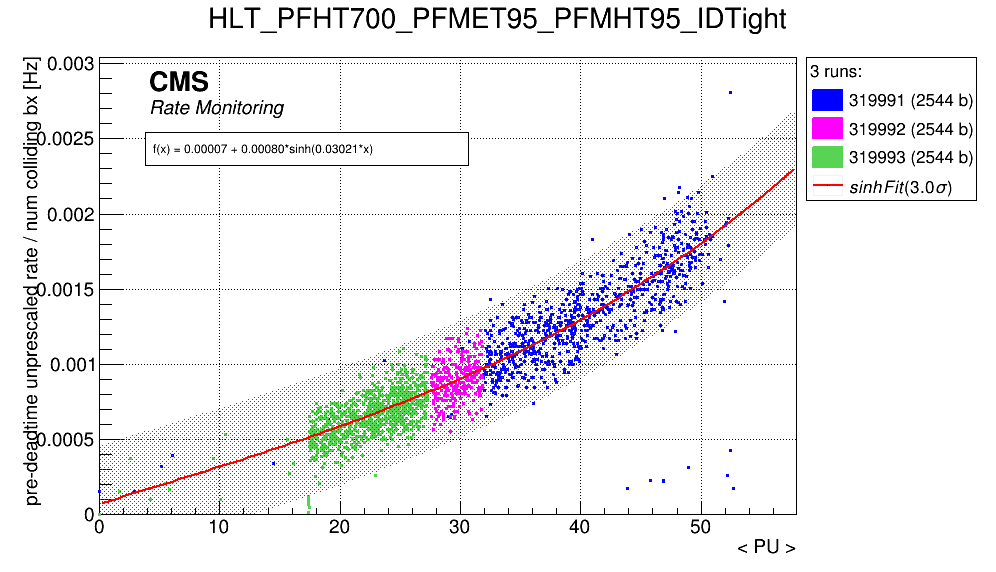 HLT_PFHT700_PFMET95_PFMHT95_IDTight
pre-deadtime unprescaled rate / num colliding bx [Hz]
0.003
0.0025
0.002
0.0015
0.001
0.0005
0
CMS
Rate Monitoring
f(x) = 0.00007 + 0.00080*sinh(0.03021*x)
3 runs:
319991 (2544 b)
319992 (2544 b)
319993 (2544 b)
sinhFit(3.0σ)
0 10 20 30 40 50
< PU >